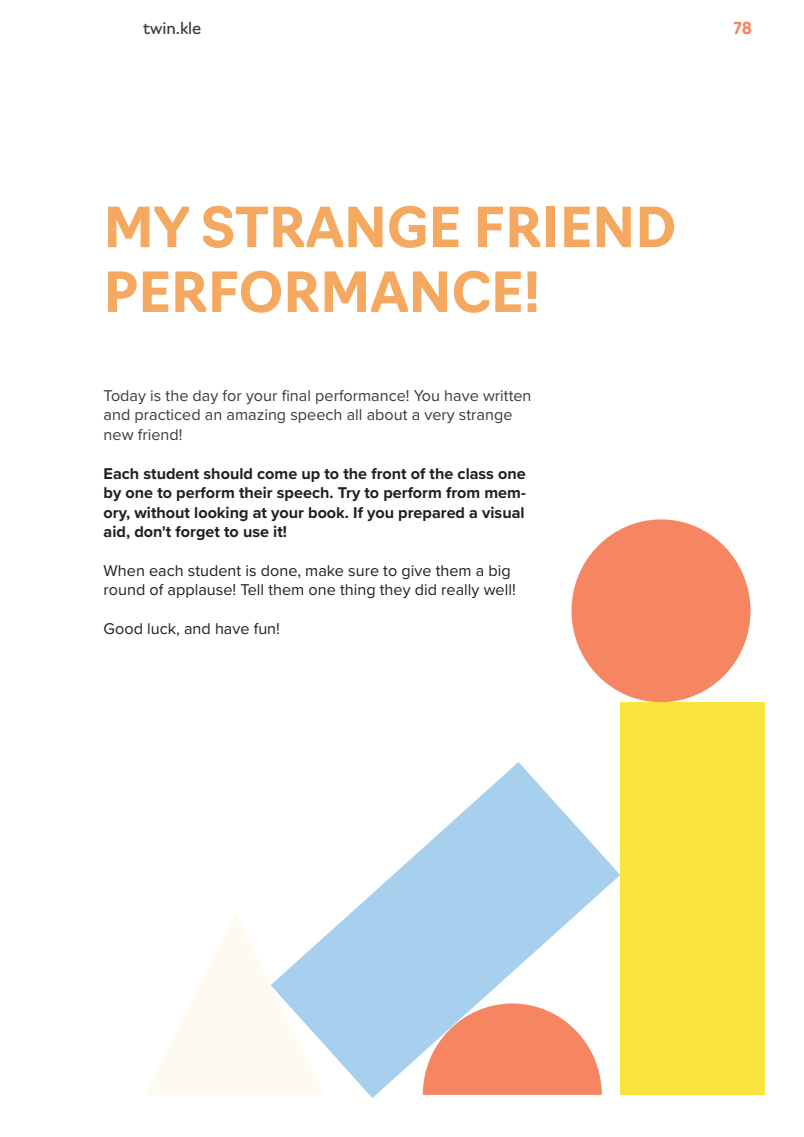 twin.kle
78
MY STRANGE FRIEND
PERFORMANCE!
Today is the day for your final performance! You have written
and practiced an amazing speech all about a very strange
new friend!
Each student should come up to the front of the class one
by one to perform their speech. Try to perform from mem-
ory, without looking at your book. If you prepared a visual
aid, don't forget to use it!
When each student is done, make sure to give them a big
round of applause! Tell them one thing they did really well!
Good luck, and have fun!